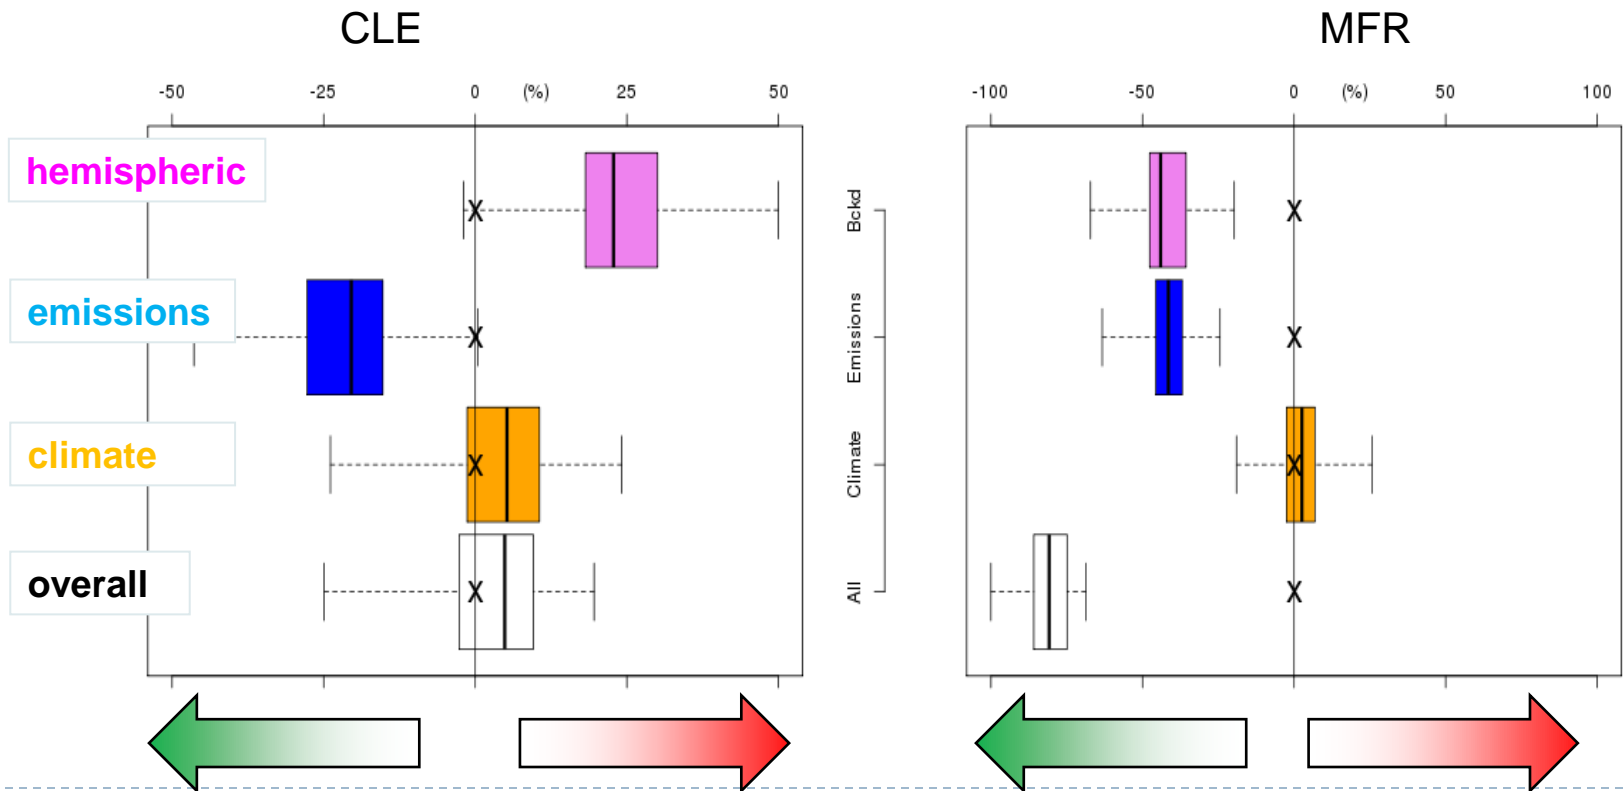 CLE
MFR
-50 -25 0 (%) 25 50
-100 -50 0 (%) 50 100
hemispheric
emissions
climate
overall
Bckd
Emissions
Climate
All
X
X
X
X
X
X
X
X